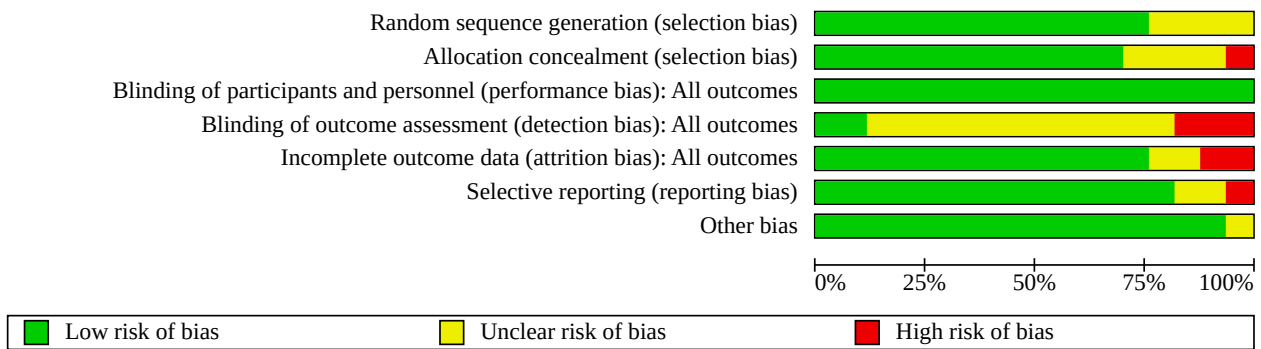 Random sequence generation (selection bias)
Allocation concealment (selection bias)
Blinding of participants and personnel (performance bias): All outcomes
Blinding of outcome assessment (detection bias): All outcomes
Incomplete outcome data (attrition bias): All outcomes
Selective reporting (reporting bias)
Other bias
0% 25% 50% 75% 100%
Low risk of bias Unclear risk of bias High risk of bias